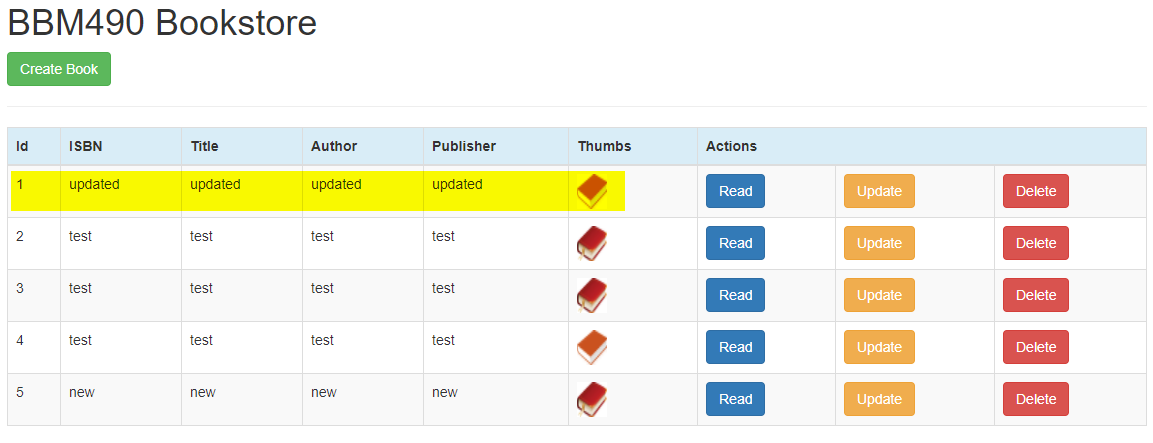 BBM490 Bookstore
Create Book
Id ISBN Title Author Publisher Thumbs Actions
1 updated updated updated updated Read Update Delete
2 test test test test Read Update Delete
3 test test test test Read Update Delete
4 test test test test Read Update Delete
5 new new new new Read Update Delete